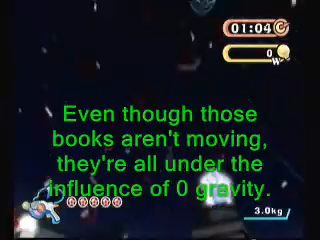 01:04
0
W
Even though those
books aren't moving,
they're all under the
influence of 0 gravity.
3.0kg